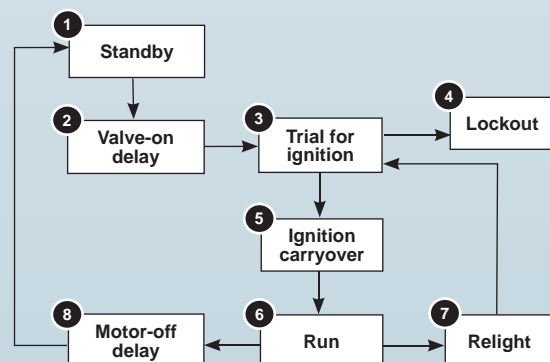 1
Standby
2
Valve-on
delay
3
Trial for
ignition
4
Lockout
5
Ignition
carryover
6
Run
7
Relight
8
Motor-off
delay